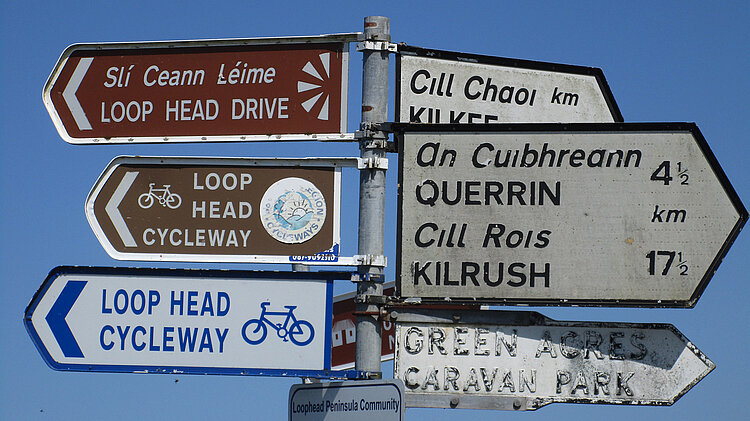 Slí Ceann Léime
LOOP HEAD DRIVE
LOOP
HEAD
CYCLEWAY
LOOP HEAD
CYCLEWAY
Cill Chaoi km
KILKEE
an Cuibhreann 4½
QUERRIN
km
Cill Rois
KILRUSH 17½
GREEN ACRES
CARAVAN PARK
Loophead Peninsula Community